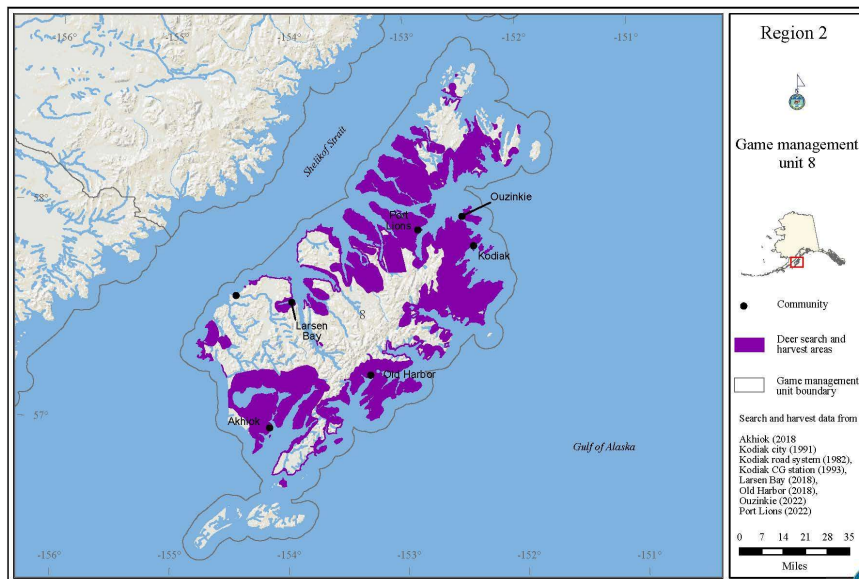 -156°
-155°
-154°
-153°
-152°
-151°
Shelikof Strait
58°
Ouzinkie
Port
Lions
Kodiak
8
Larsen
Bay
Old Harbor
57°
Akhiok
Gulf of Alaska
-156°
-155°
-154°
-153°
-152°
-151°
Region 2
Game management
unit 8
Community
Deer search and
harvest areas
Game management
unit boundary
Search and harvest data from
Akhiok (2018
Kodiak city (1991)
Kodiak road system (1982),
Kodiak CG station (1993),
Larsen Bay (2018),
Old Harbor (2018),
Ouzinkie (2022)
Port Lions (2022)
0 7 14 21 28 35
Miles